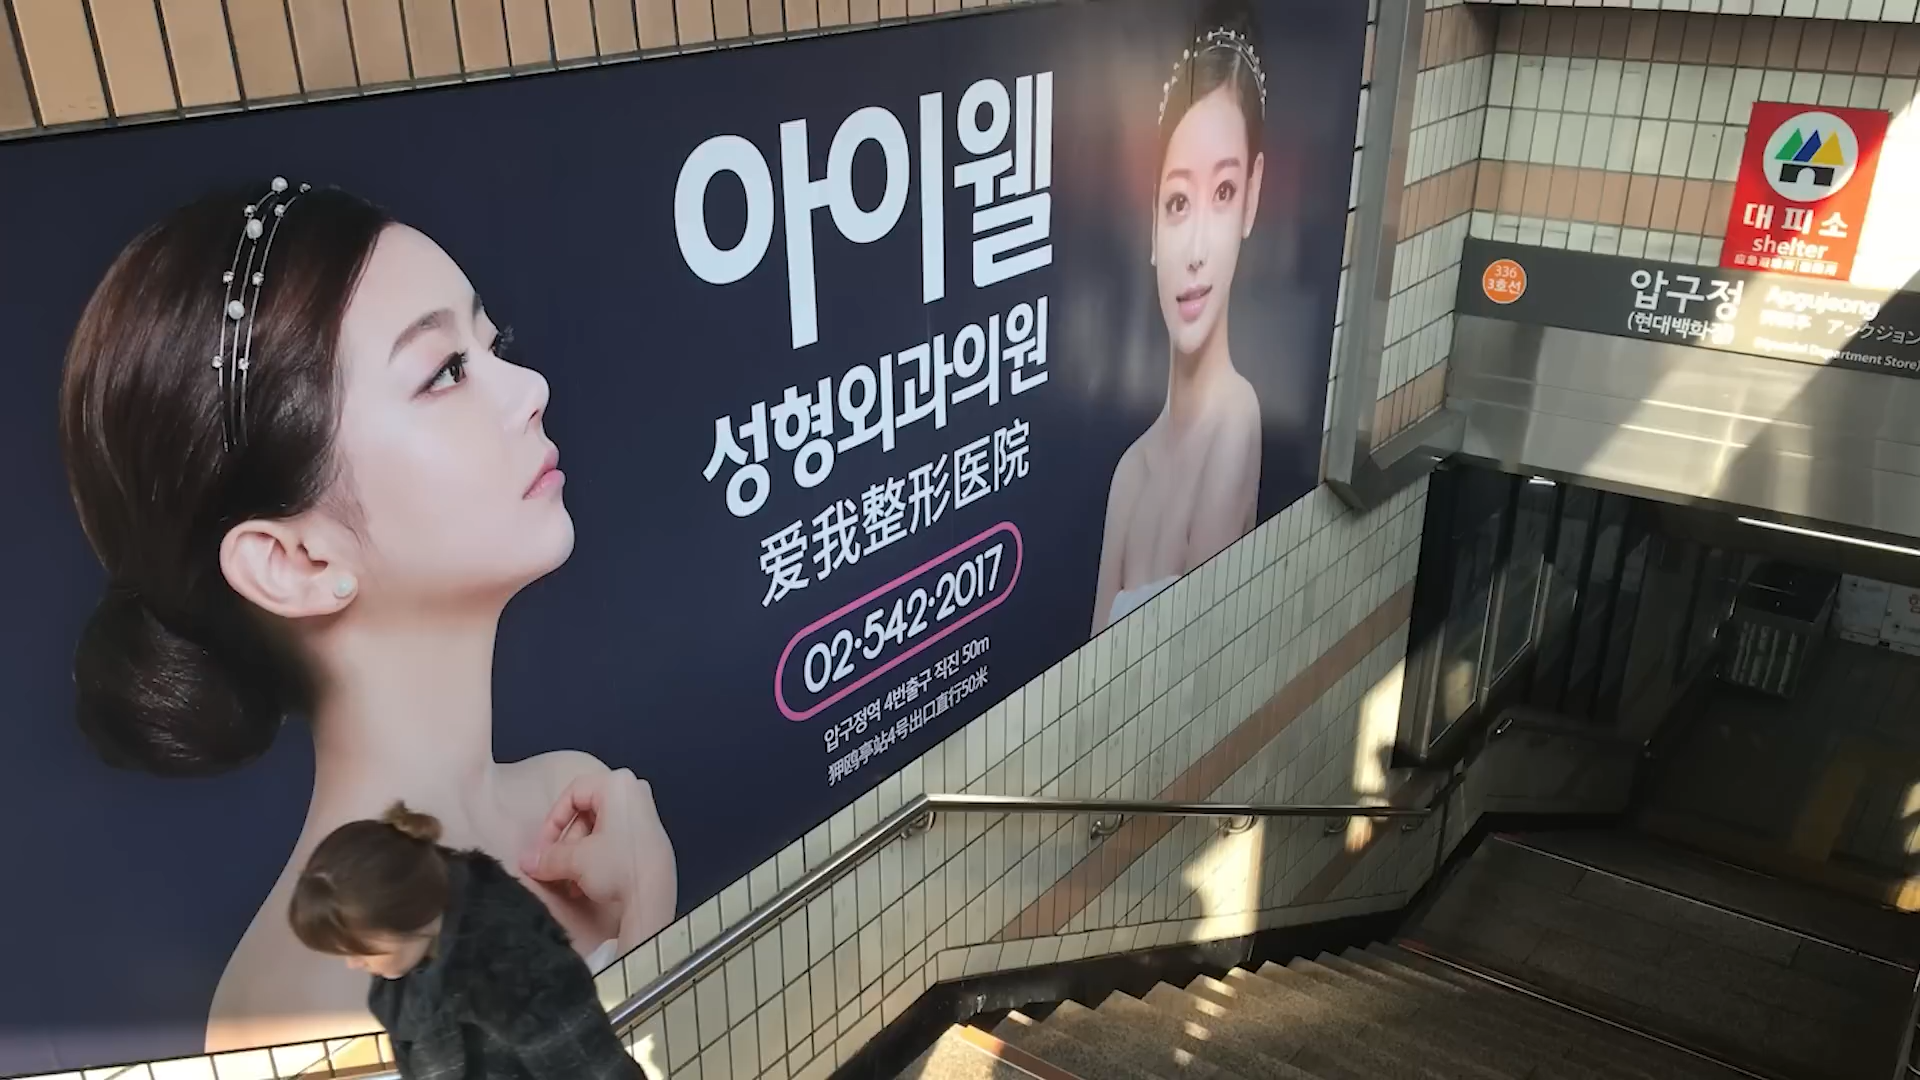 아이웰
성형외과의원
爱我整形医院
02·542·2017
압구정역 4번출구 직진 50m
狎鸥亭站4号出口直行50米
대피소
shelter
336
3호선
압구정
(현대백화점)
Apgujeong
アックジョン
Department Store)